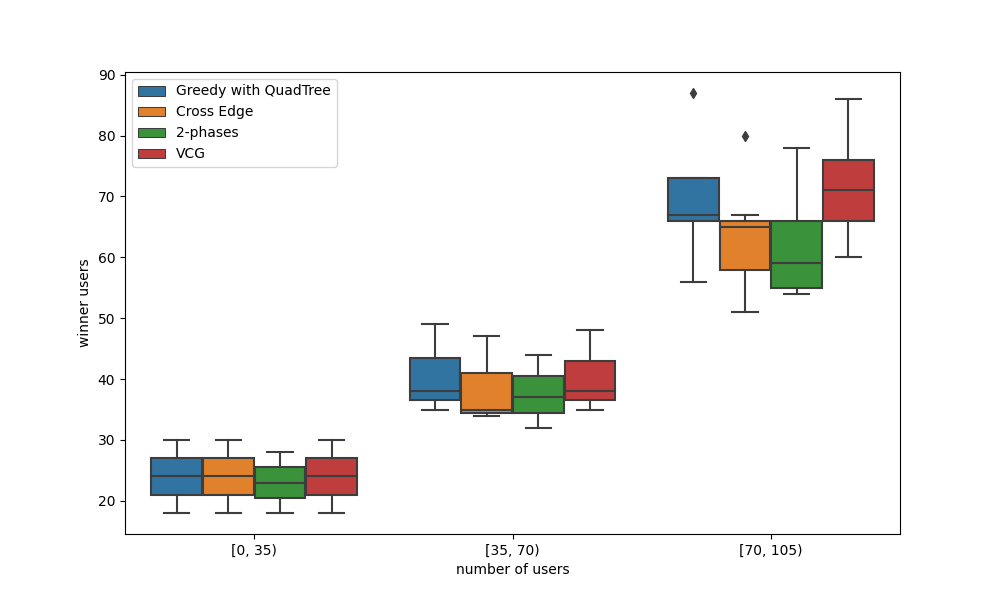 90
80
70
60
50
40
30
20
winner users
Greedy with QuadTree
Cross Edge
2-phases
VCG
[0, 35)
[35, 70)
[70, 105)
number of users